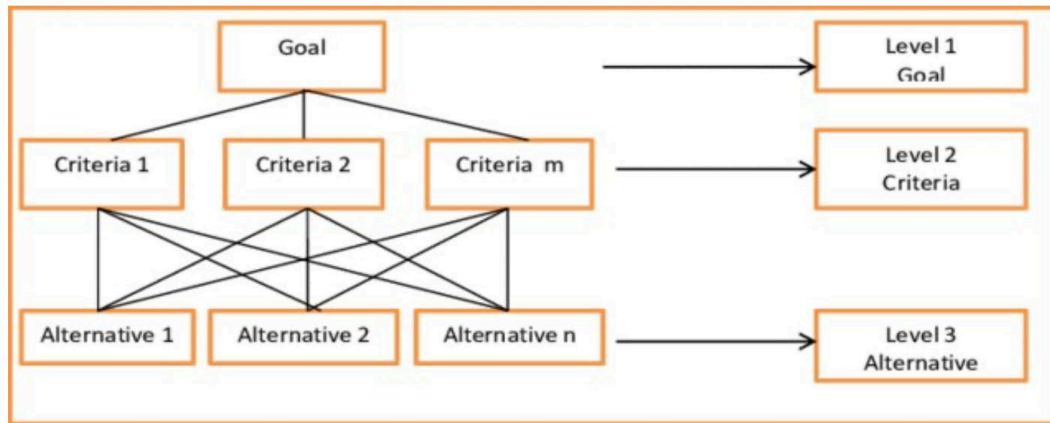 Goal
Level 1
Goal
Criteria 1
Criteria 2
Criteria m
Level 2
Criteria
Alternative 1
Alternative 2
Alternative n
Level 3
Alternative